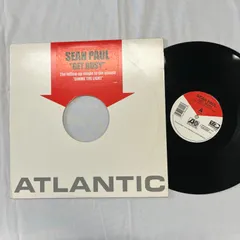 SEAN PAUL
"GET BUSY"
the follow up single to the smash
"GIMME THE LIGHT"
ATLANTIC